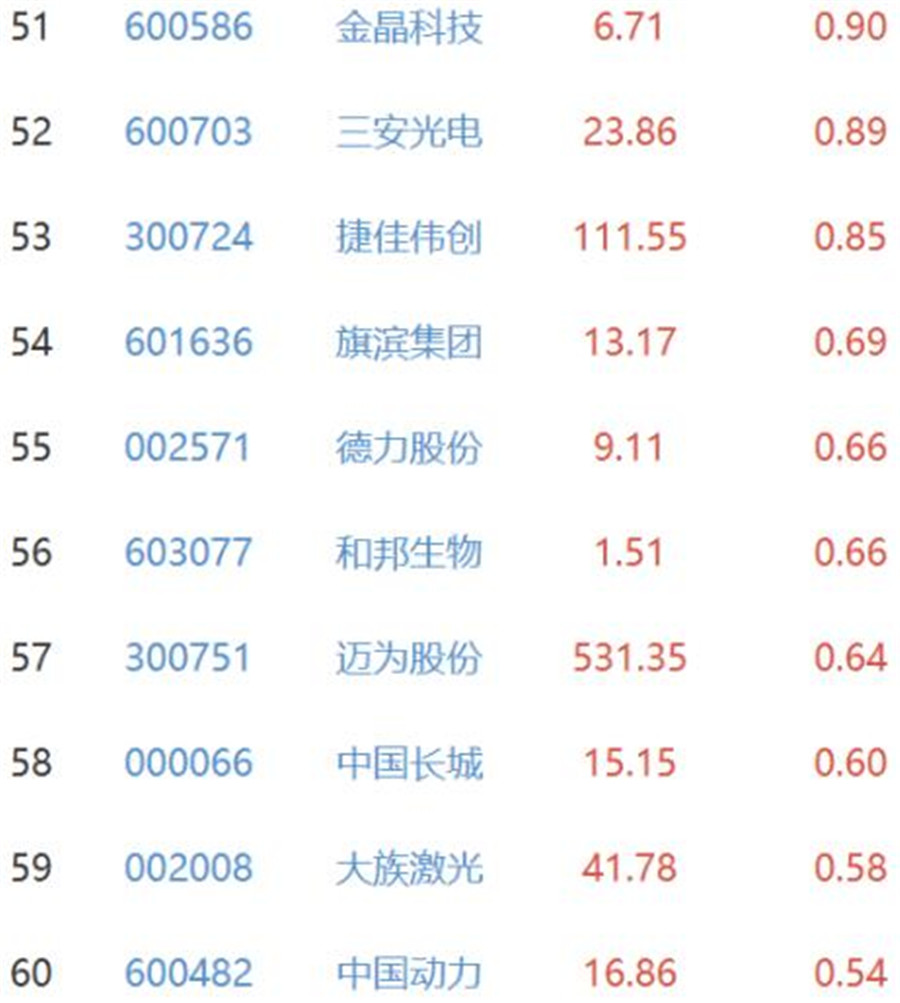 51 600586 金晶科技 6.71 0.90
52 600703 三安光电 23.86 0.89
53 300724 捷佳伟创 111.55 0.85
54 601636 旗滨集团 13.17 0.69
55 002571 德力股份 9.11 0.66
56 603077 和邦生物 1.51 0.66
57 300751 迈为股份 531.35 0.64
58 000066 中国长城 15.15 0.60
59 002008 大族激光 41.78 0.58
60 600482 中国动力 16.86 0.54